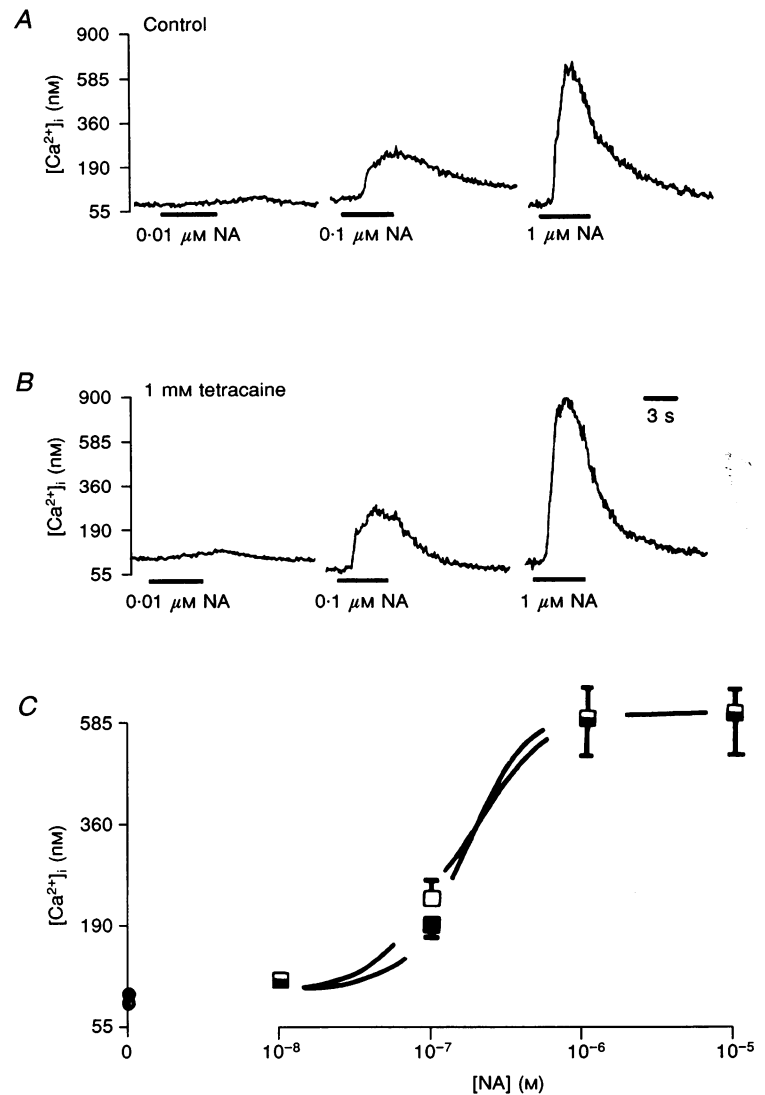 A
Control
900
585
360
190
55
[Ca²⁺]ᵢ (nM)
0·01 μM NA
0·1 μM NA
1 μM NA
B
1 mM tetracaine
900
585
360
190
55
[Ca²⁺]ᵢ (nM)
3 s
0·01 μM NA
0·1 μM NA
1 μM NA
C
585
360
190
55
[Ca²⁺]ᵢ (nM)
0
10⁻⁸
10⁻⁷
10⁻⁶
10⁻⁵
[NA] (M)